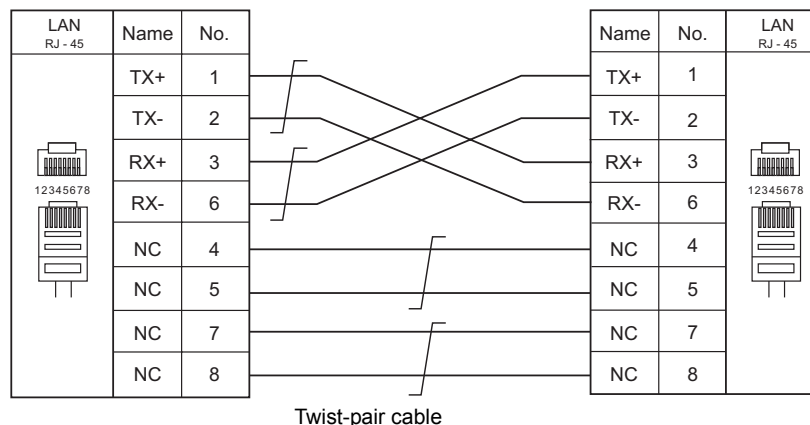 LAN Name No. Name No. LAN
RJ - 45 RJ - 45
TX+ 1 TX+ 1
TX- 2 TX- 2
RX+ 3 RX+ 3
12345678 12345678
RX- 6 RX- 6
NC 4 NC 4
NC 5 NC 5
NC 7 NC 7
NC 8 NC 8
Twist-pair cable